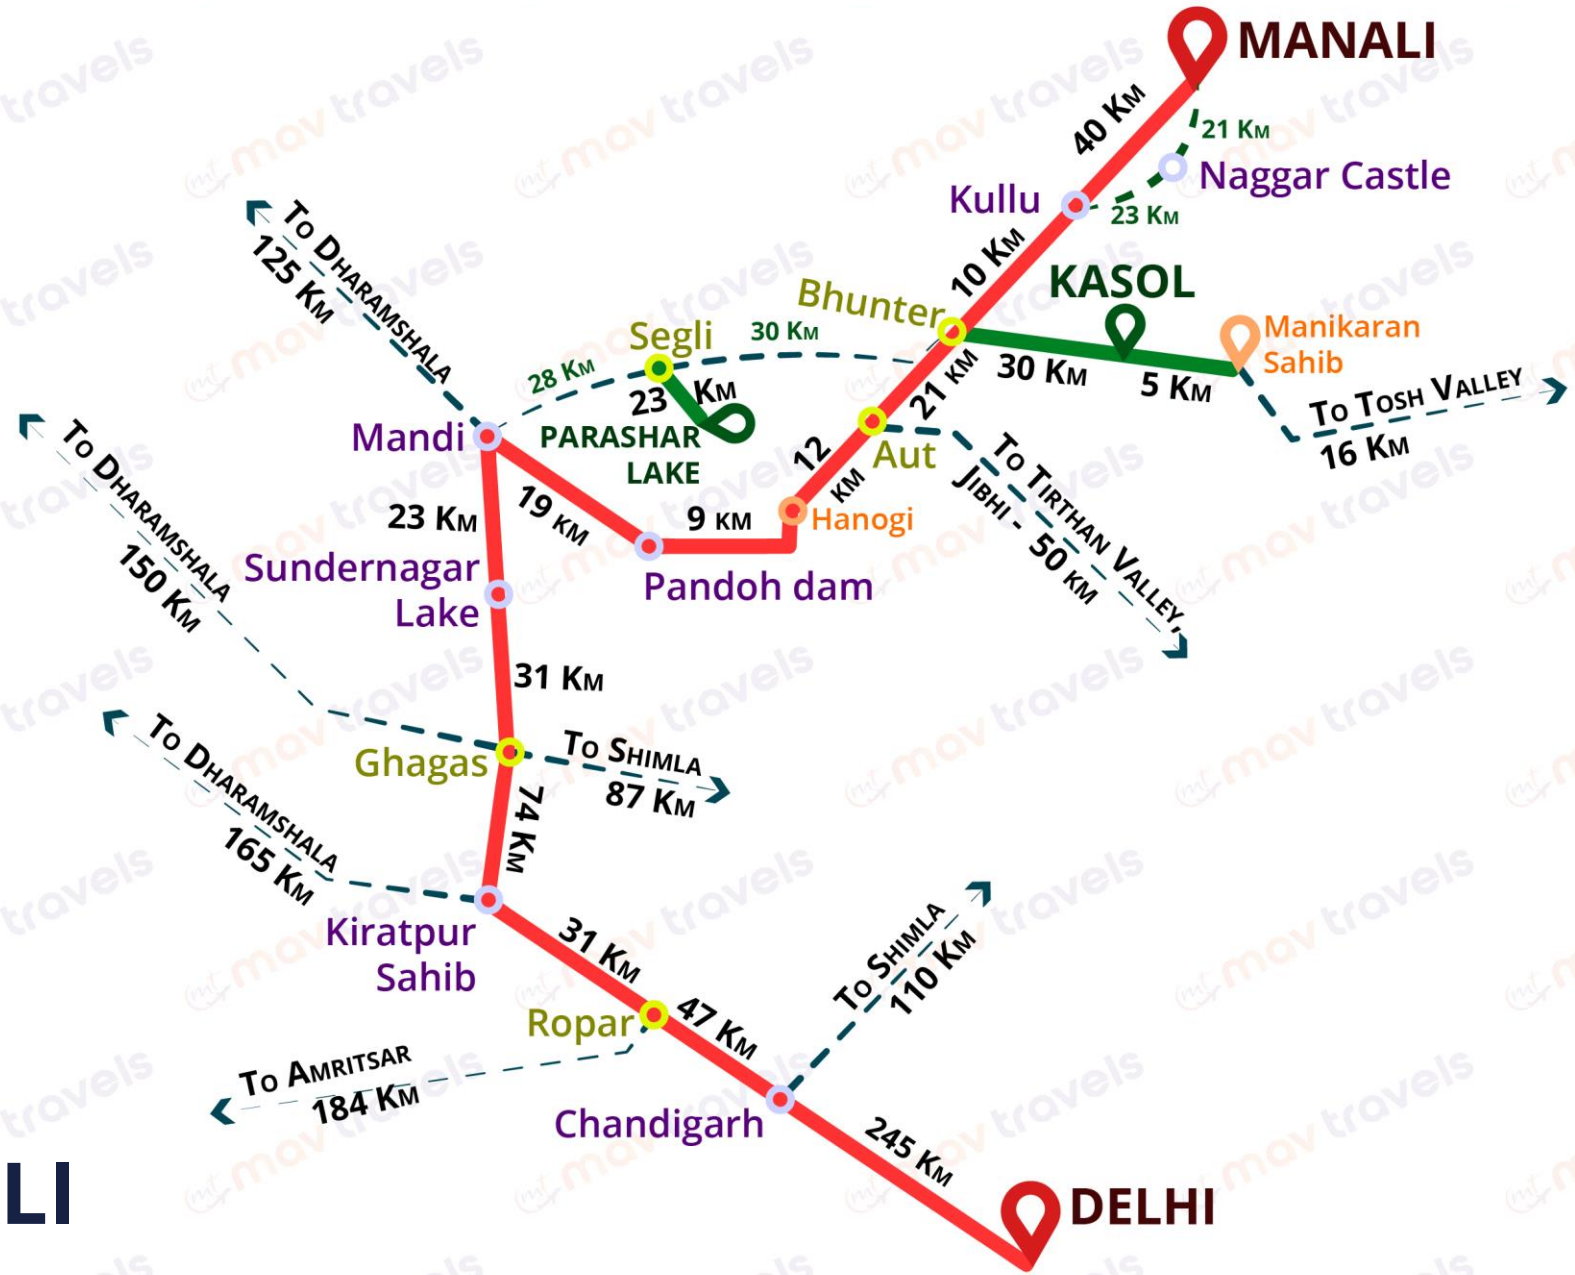 MANALI
40 KM
21 KM
Naggar Castle
Kullu
23 KM
10 KM
KASOL
Bhunter
Manikaran
Sahib
30 KM
5 KM
To Tosh Valley
16 KM
To Dharamshala
125 KM
Segli
30 KM
28 KM
23 KM
PARASHAR
LAKE
21 KM
Aut
To Tirthan Valley,
Jibhi - 50 KM
12 KM
Hanogi
Mandi
19 KM
9 KM
Pandoh dam
23 KM
Sundernagar
Lake
To Dharamshala
150 KM
31 KM
Ghagas
To Shimla
87 KM
74 KM
To Dharamshala
165 KM
Kiratpur
Sahib
31 KM
Ropar
47 KM
To Shimla
110 KM
To Amritsar
184 KM
Chandigarh
245 KM
DELHI
LI
mt mav travels